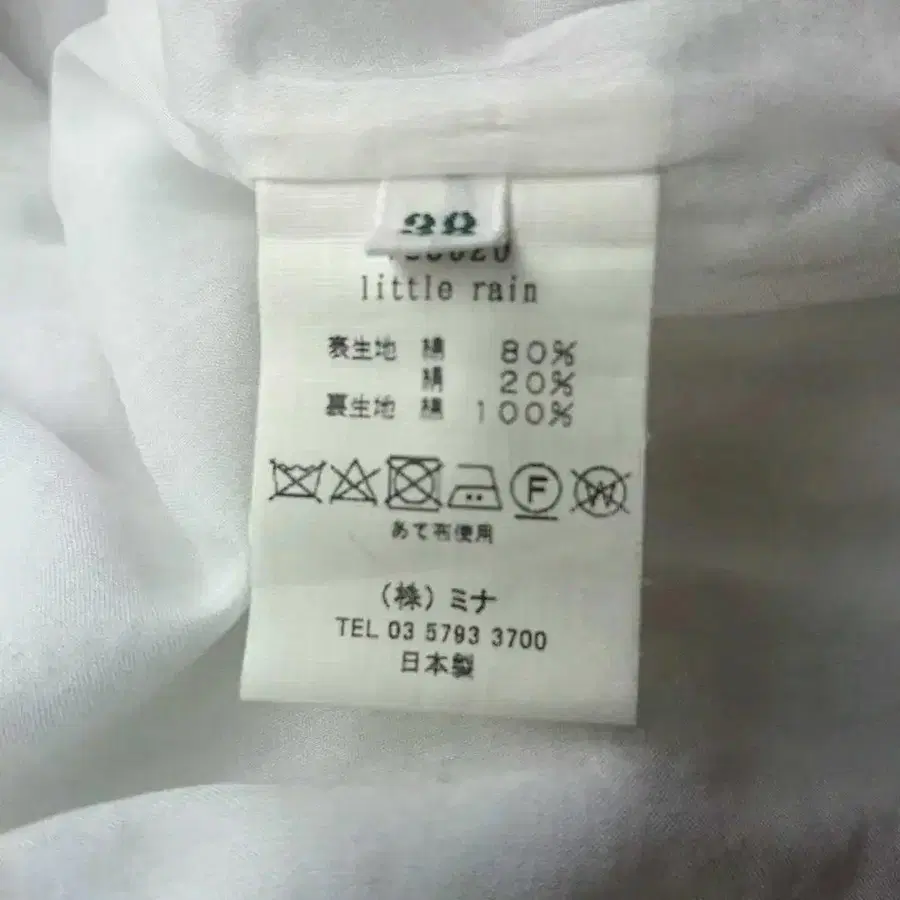 38
little rain
表生地 綿 80%
絹 20%
裏生地 綿 100%
F W
あて布使用
(株)ミナ
TEL 03 5793 3700
日本製